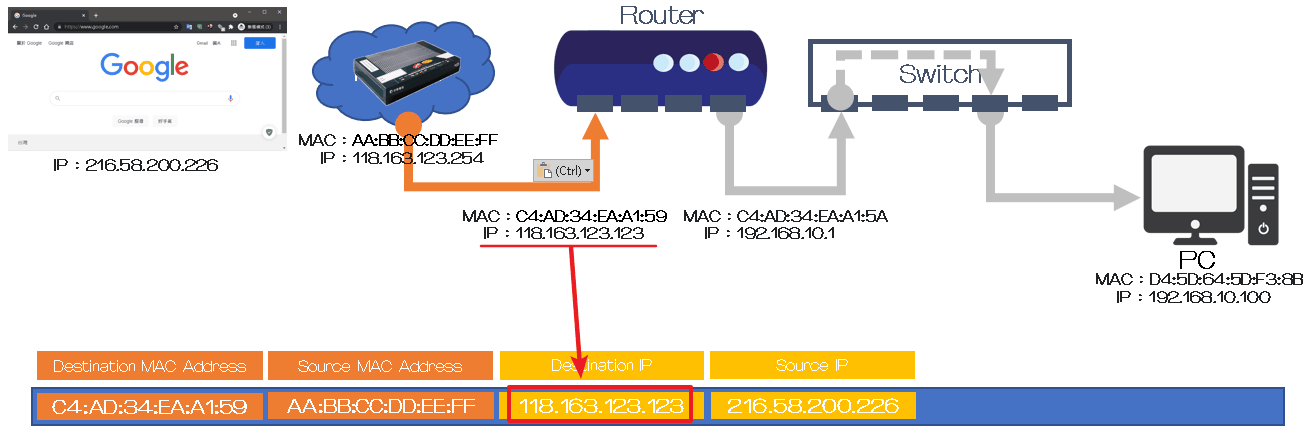 Google
https://www.google.com
無痕模式 (3)
關於 Google
Google 商店
Gmail
圖片
登入
Google
Google 搜尋
好手氣
台灣
IP：216.58.200.226
MAC：AA:BB:CC:DD:EE:FF
IP：118.163.123.254
Router
(Ctrl)
MAC：C4:AD:34:EA:A1:59
IP：118.163.123.123
MAC：C4:AD:34:EA:A1:5A
IP：192.168.10.1
Switch
PC
MAC：D4:5D:64:5D:F3:8B
IP：192.168.10.100
Destination MAC Address
Source MAC Address
Destination IP
Source IP
C4:AD:34:EA:A1:59
AA:BB:CC:DD:EE:FF
118.163.123.123
216.58.200.226